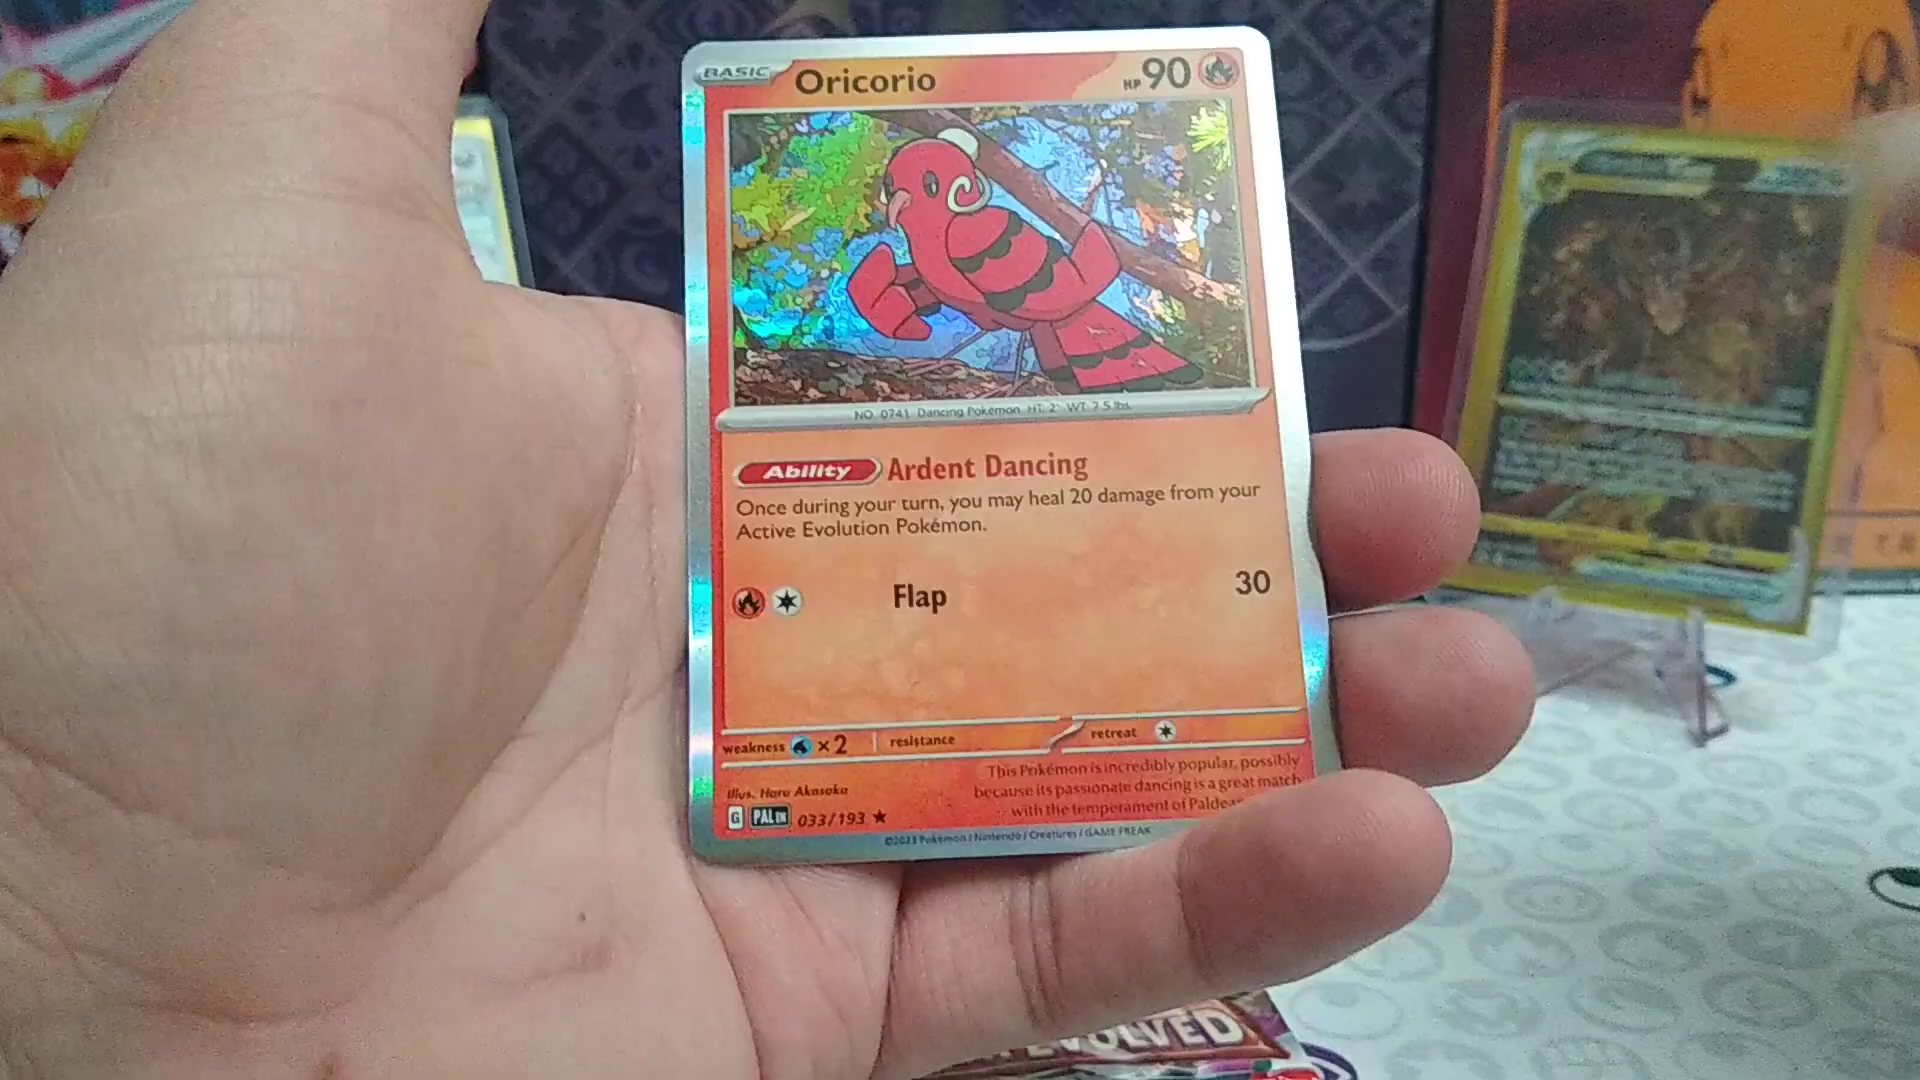 BASIC Oricorio HP 90
NO. 0741 Dancing Pokémon HT: 2' WT: 7.5 lbs.
Ability Ardent Dancing
Once during your turn, you may heal 20 damage from your
Active Evolution Pokémon.
Flap 30
weakness ×2 resistance retreat
This Pokémon is incredibly popular, possibly
because its passionate dancing is a great match
with the temperament of
Illus. Haru Akasaka
G PAL EN 033/193
©2023 Pokémon / Nintendo / Creatures / GAME FREAK
EVOLVED